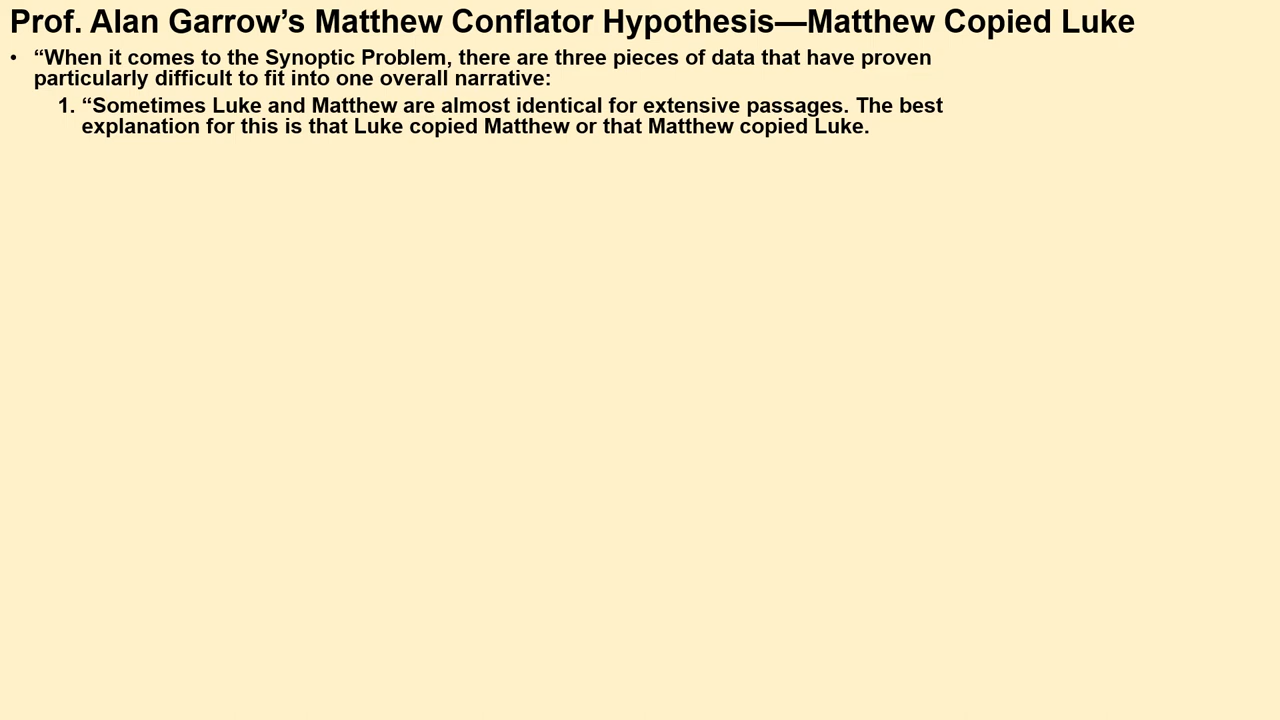 Prof. Alan Garrow’s Matthew Conflator Hypothesis—Matthew Copied Luke
• “When it comes to the Synoptic Problem, there are three pieces of data that have proven
particularly difficult to fit into one overall narrative:
1. “Sometimes Luke and Matthew are almost identical for extensive passages. The best
explanation for this is that Luke copied Matthew or that Matthew copied Luke.